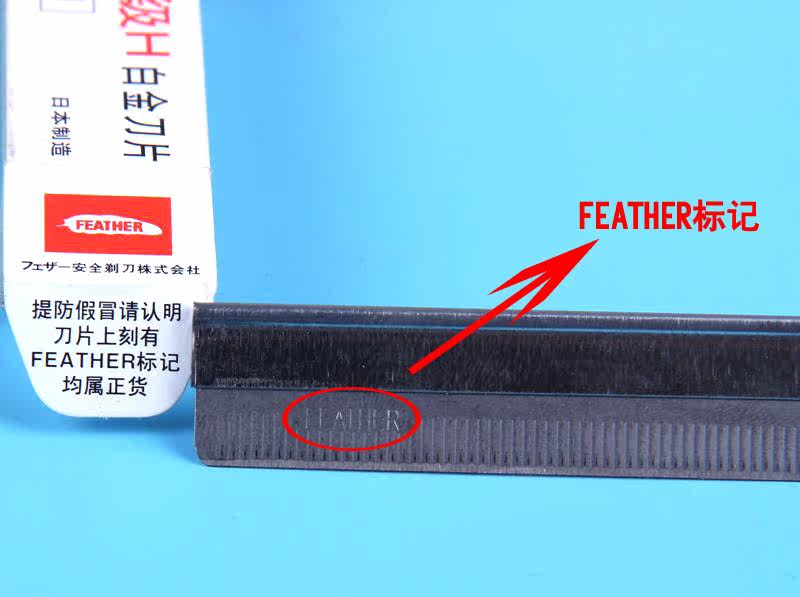 级H
白金刀片
日本制造
FEATHER
フェザー安全剃刀株式会社
提防假冒请认明
刀片上刻有
FEATHER标记
均属正货
FEATHER标记
FEATHER